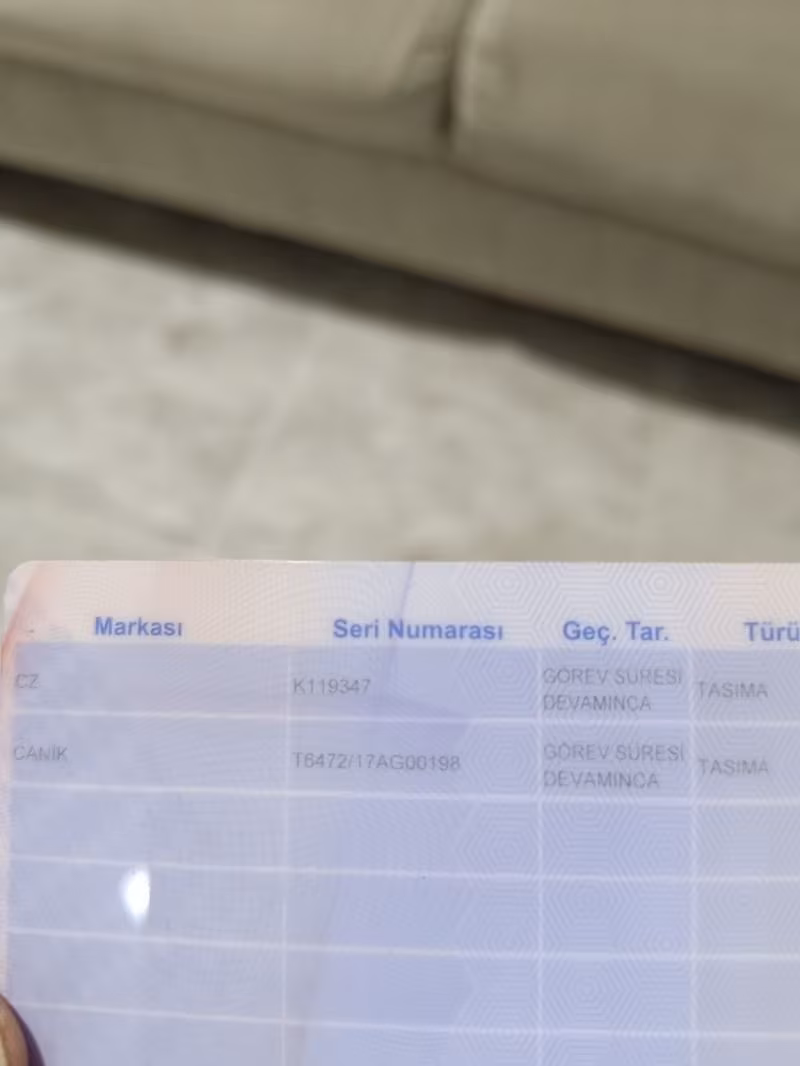 Markası Seri Numarası Geç. Tar. Türü
CZ K119347 GÖREV SÜRESİ TAŞIMA
DEVAMINCA
CANİK T6472/17AG00198 GÖREV SÜRESİ TAŞIMA
DEVAMINCA